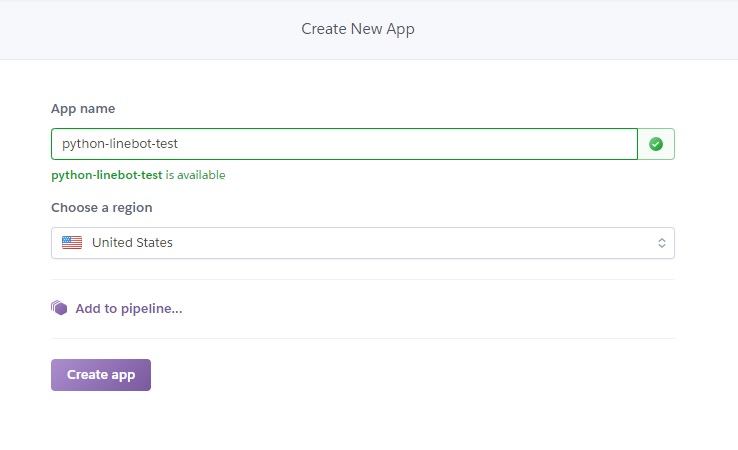 Create New App
App name
python-linebot-test
python-linebot-test is available
Choose a region
United States
Add to pipeline...
Create app